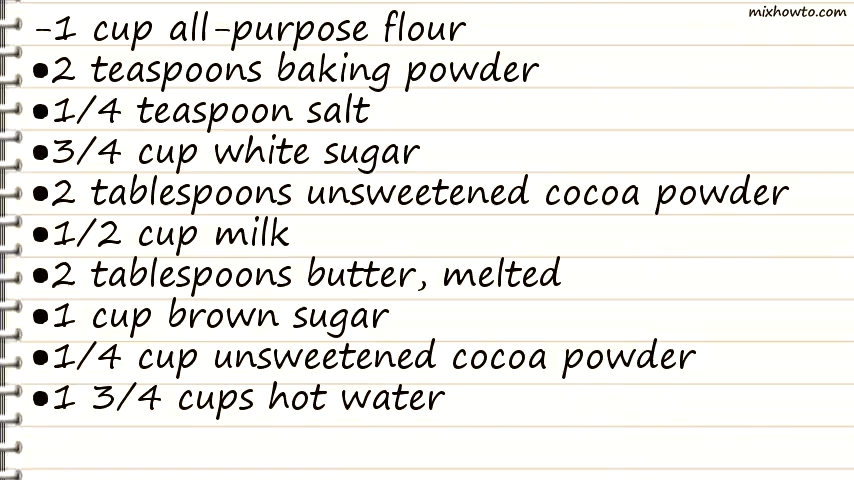 mixhowto.com
-1 cup all-purpose flour
•2 teaspoons baking powder
•1/4 teaspoon salt
•3/4 cup white sugar
•2 tablespoons unsweetened cocoa powder
•1/2 cup milk
•2 tablespoons butter, melted
•1 cup brown sugar
•1/4 cup unsweetened cocoa powder
•1 3/4 cups hot water